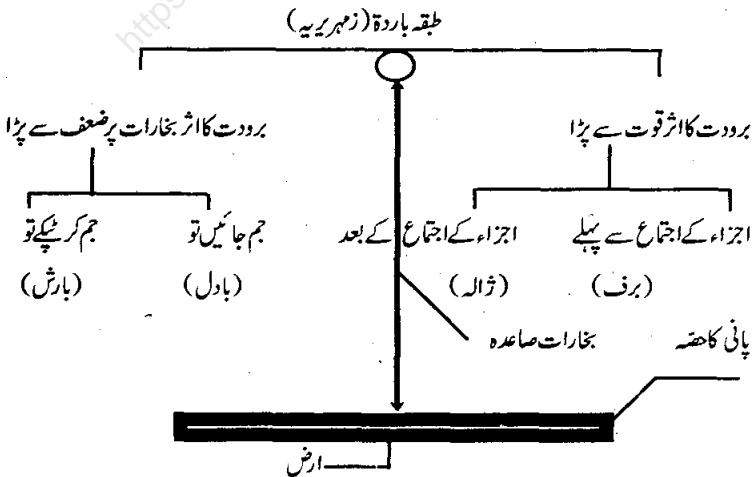 طبقہ باردۃ (زمہریریہ)
https
برودت کا اثر قوت سے پڑا
برودت کا اثر بخارات پر ضعف سے پڑا
اجزاء کے اجتماع سے پہلے
(برف)
اجزاء کے اجتماع کے بعد
(ژالہ)
جم جائیں تو
(بادل)
جم کر ٹپکے تو
(بارش)
پانی کا حصّہ
بخارات صاعدہ
ارض